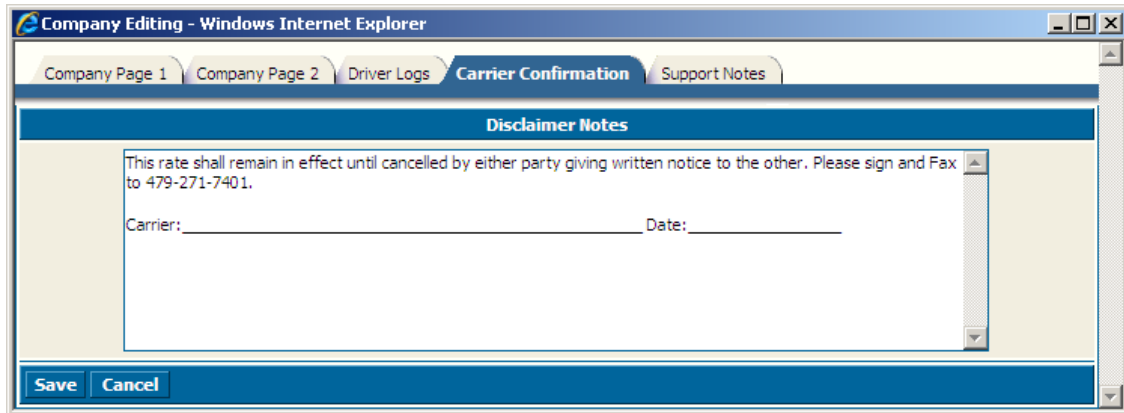 Company Editing - Windows Internet Explorer
Company Page 1 Company Page 2 Driver Logs Carrier Confirmation Support Notes
Disclaimer Notes
This rate shall remain in effect until cancelled by either party giving written notice to the other. Please sign and Fax
to 479-271-7401.
Carrier:______________________________________________ Date:________________
Save Cancel